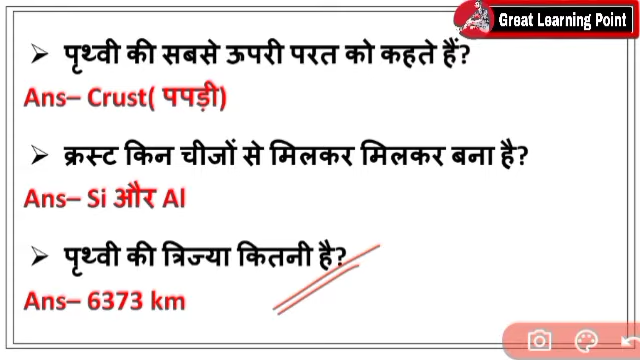 Great Learning Point
➤ पृथ्वी की सबसे ऊपरी परत को कहते हैं?
Ans– Crust( पपड़ी)
➤ क्रस्ट किन चीजों से मिलकर मिलकर बना है?
Ans– Si और Al
➤ पृथ्वी की त्रिज्या कितनी है?
Ans– 6373 km